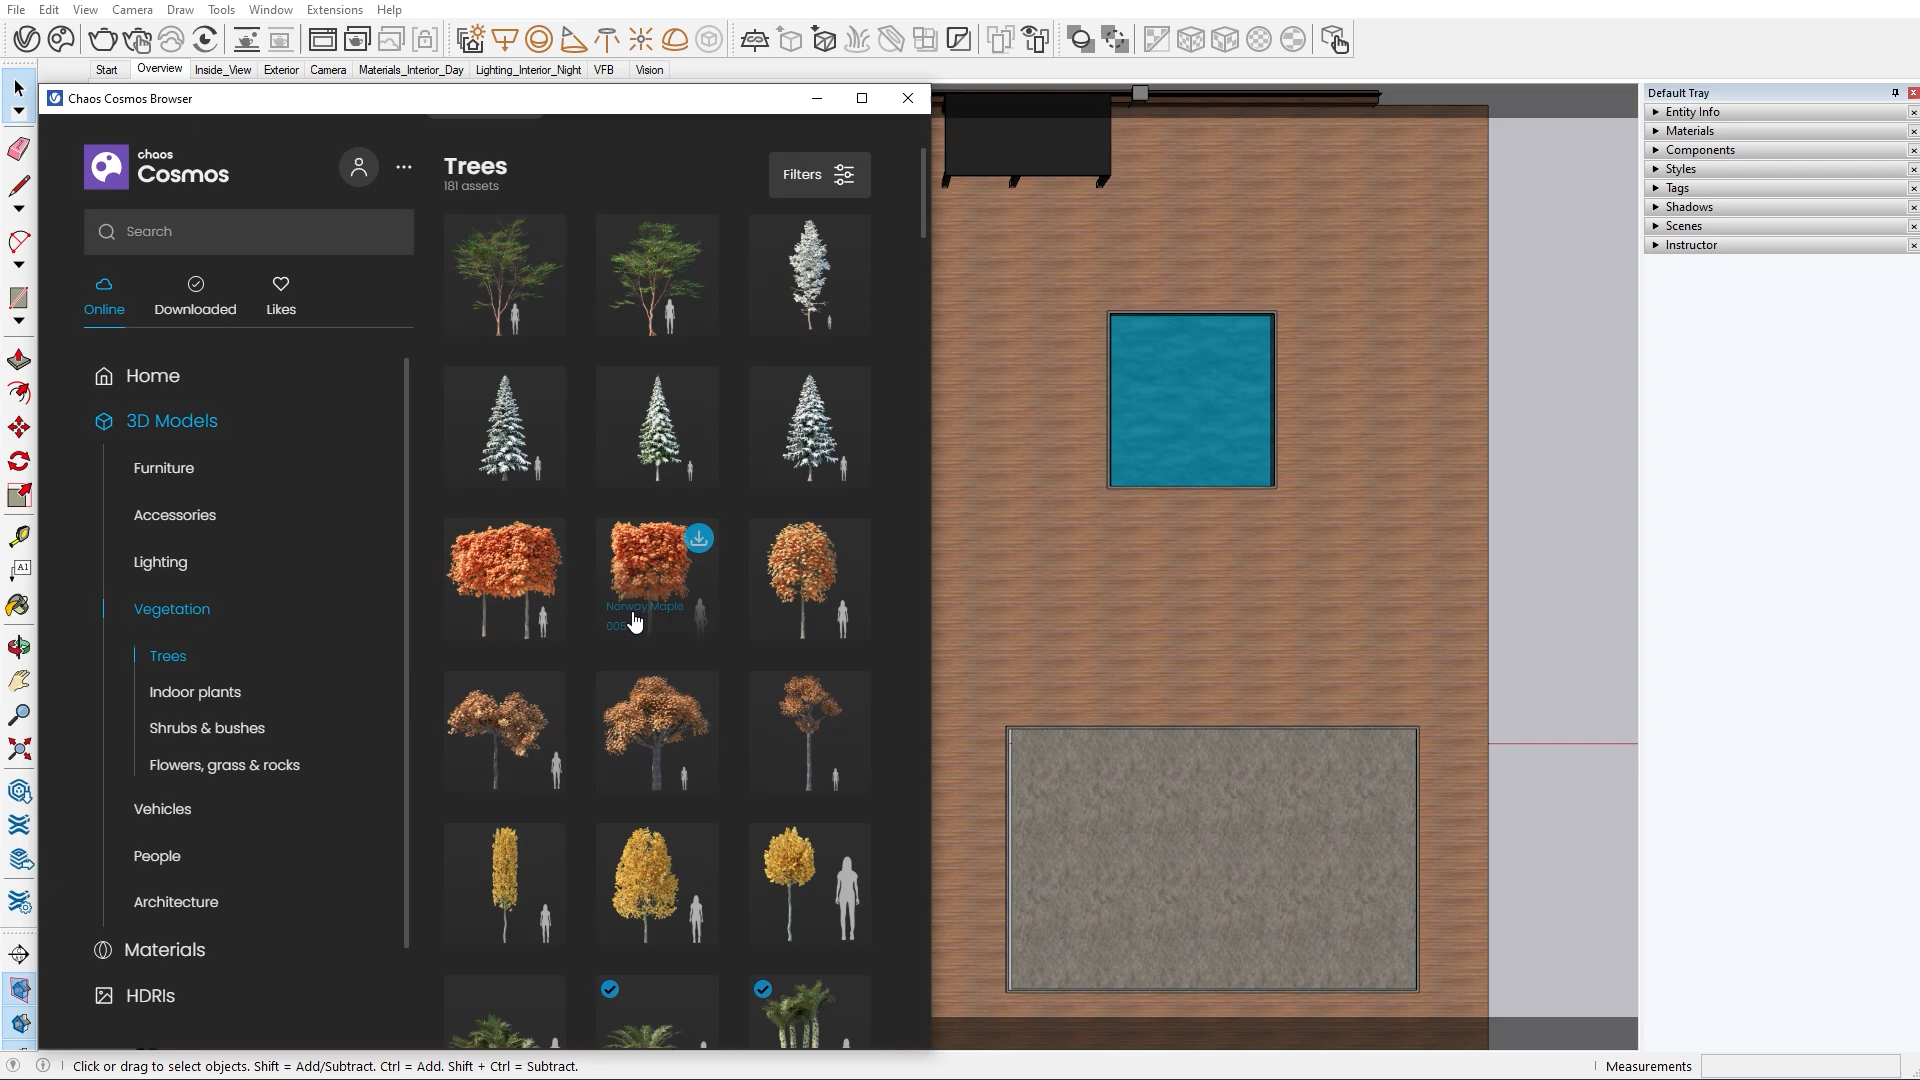 File Edit View Camera Draw Tools Window Extensions Help
Start Overview Inside_View Exterior Camera Materials_Interior_Day Lighting_Interior_Night VFB Vision
Chaos Cosmos Browser
chaos
Cosmos
Search
Online Downloaded Likes
Home
3D Models
Furniture
Accessories
Lighting
Vegetation
Trees
Indoor plants
Shrubs & bushes
Flowers, grass & rocks
Vehicles
People
Architecture
Materials
HDRIs
Trees
181 assets
Filters
Norway Maple
005
A1
Default Tray
Entity Info
Materials
Components
Styles
Tags
Shadows
Scenes
Instructor
Click or drag to select objects. Shift = Add/Subtract. Ctrl = Add. Shift + Ctrl = Subtract.
Measurements